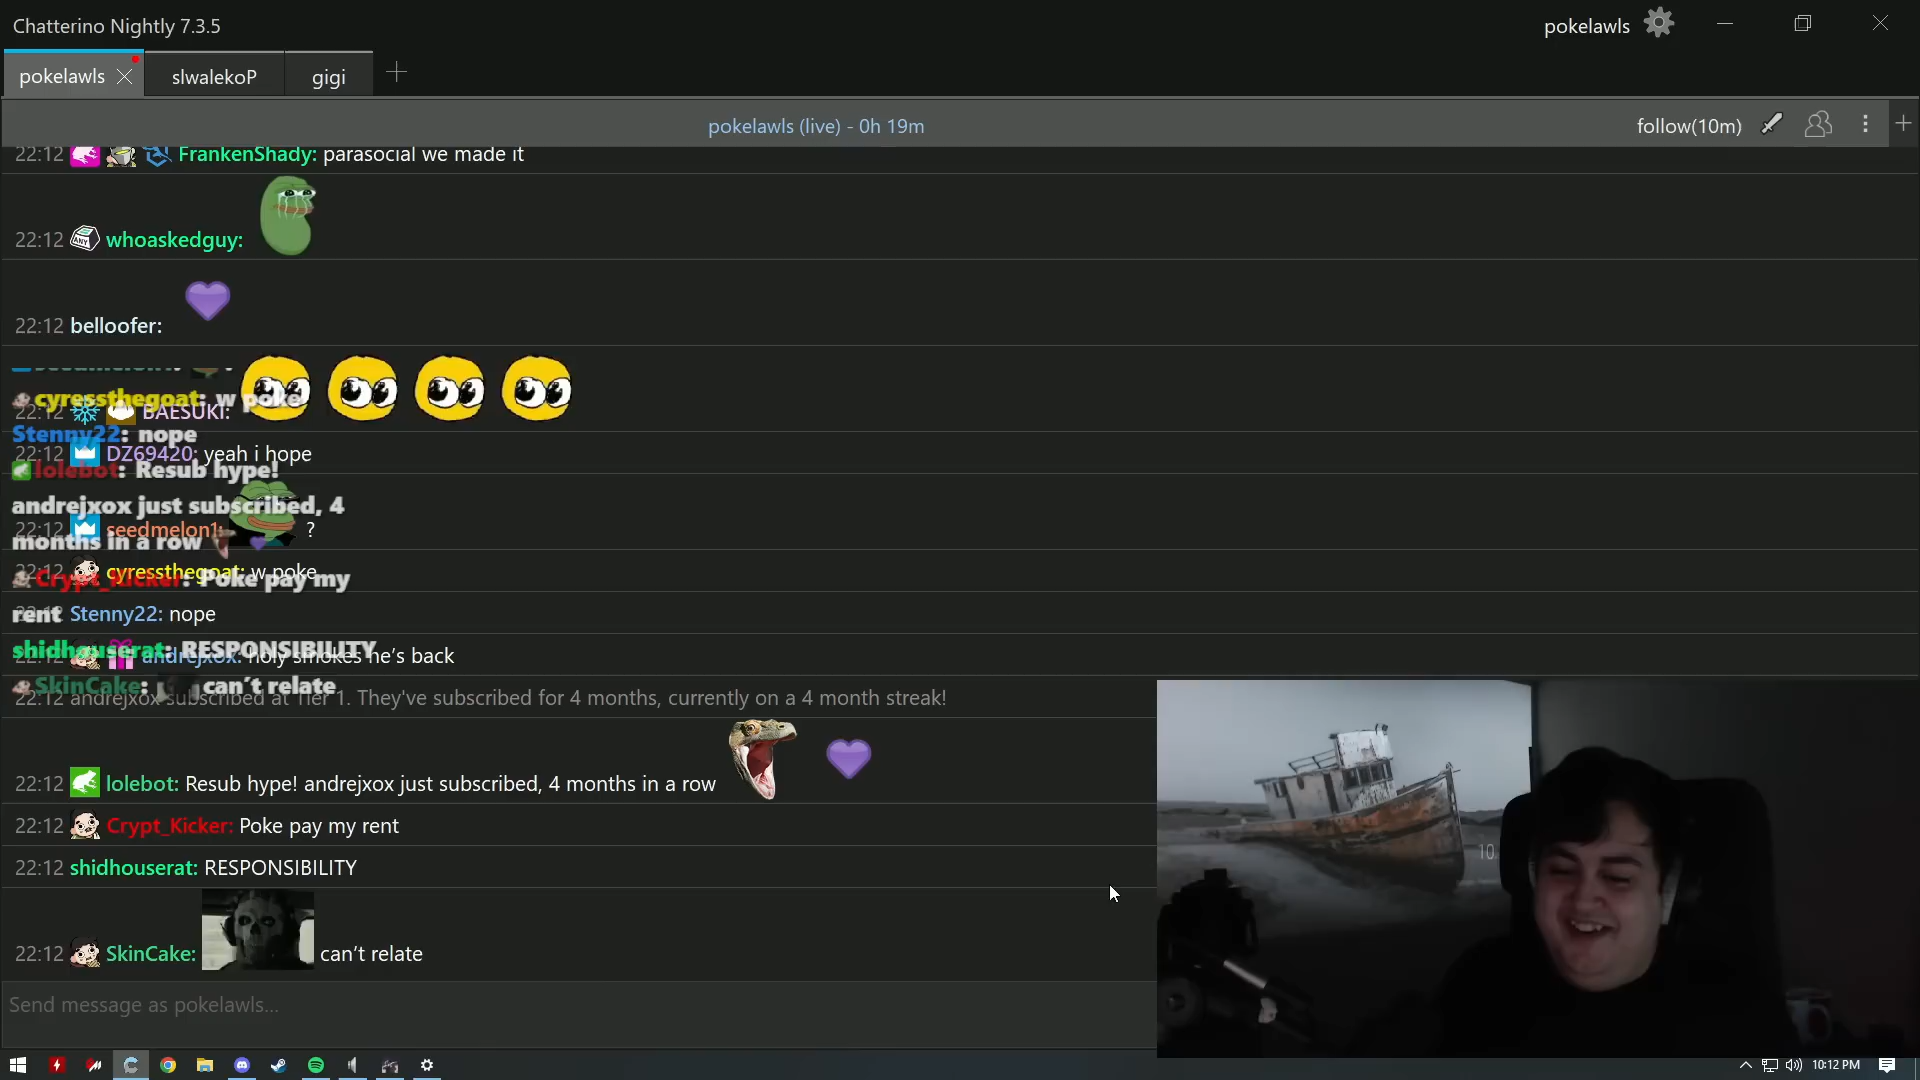 Chatterino Nightly 7.3.5
pokelawls
pokelawls
slwalekoP
gigi
pokelawls (live) - 0h 19m
follow(10m)
22:12 FrankenShady: parasocial we made it
22:12 ANY whoaskedguy:
22:12 belloofer:
cyressthegoat: w poke
22:12 BAESUKI:
Stenny22: nope
22:12 DZ69420: yeah i hope
lolebot: Resub hype!
andrejxox just subscribed, 4
22:12 seedmelon1: ?
months in a row
22:12 cyressthegoat: w poke
Crypt_Kicker: Poke pay my
rent
22:12 Stenny22: nope
shidhouserat: RESPONSIBILITY
22:12 andrejxox: holy smokes he's back
SkinCake: can't relate
22:12 andrejxox subscribed at Tier 1. They've subscribed for 4 months, currently on a 4 month streak!
22:12 lolebot: Resub hype! andrejxox just subscribed, 4 months in a row
22:12 Crypt_Kicker: Poke pay my rent
22:12 shidhouserat: RESPONSIBILITY
22:12 SkinCake: can't relate
Send message as pokelawls...
10.
10:12 PM